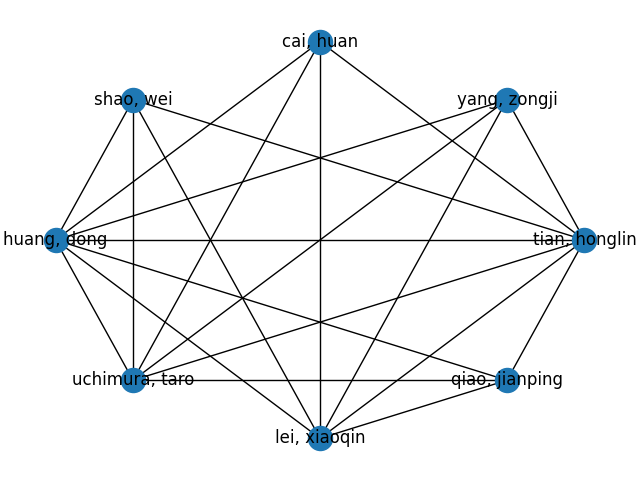 cai, huan
shao, wei
yang, zongji
huang, dong
tian, honglin
uchimura, taro
qiao, jianping
lei, xiaoqin